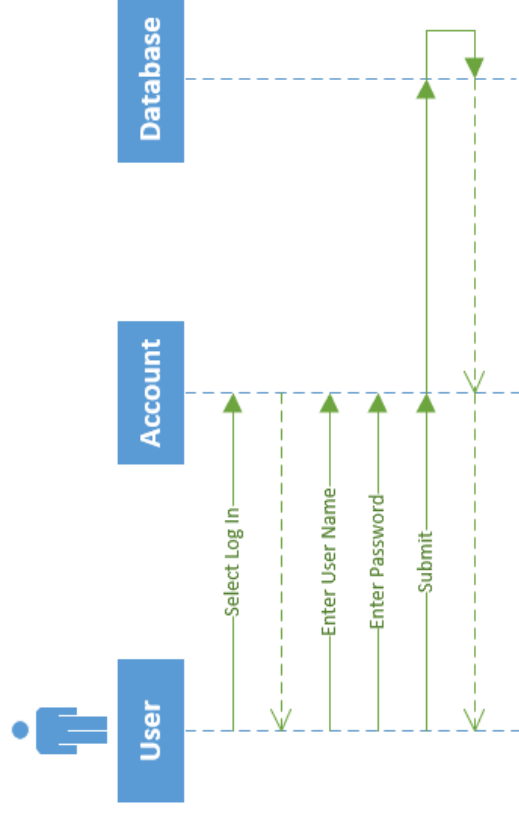 User
Account
Database
Select Log In
Enter User Name
Enter Password
Submit